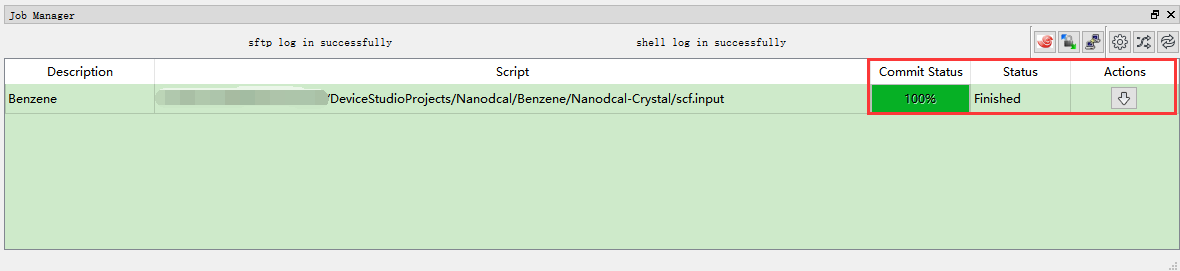 Job Manager
sftp log in successfully shell log in successfully
Description Script Commit Status Status Actions
Benzene /DeviceStudioProjects/Nanodcal/Benzene/Nanodcal-Crystal/scf.input 100% Finished